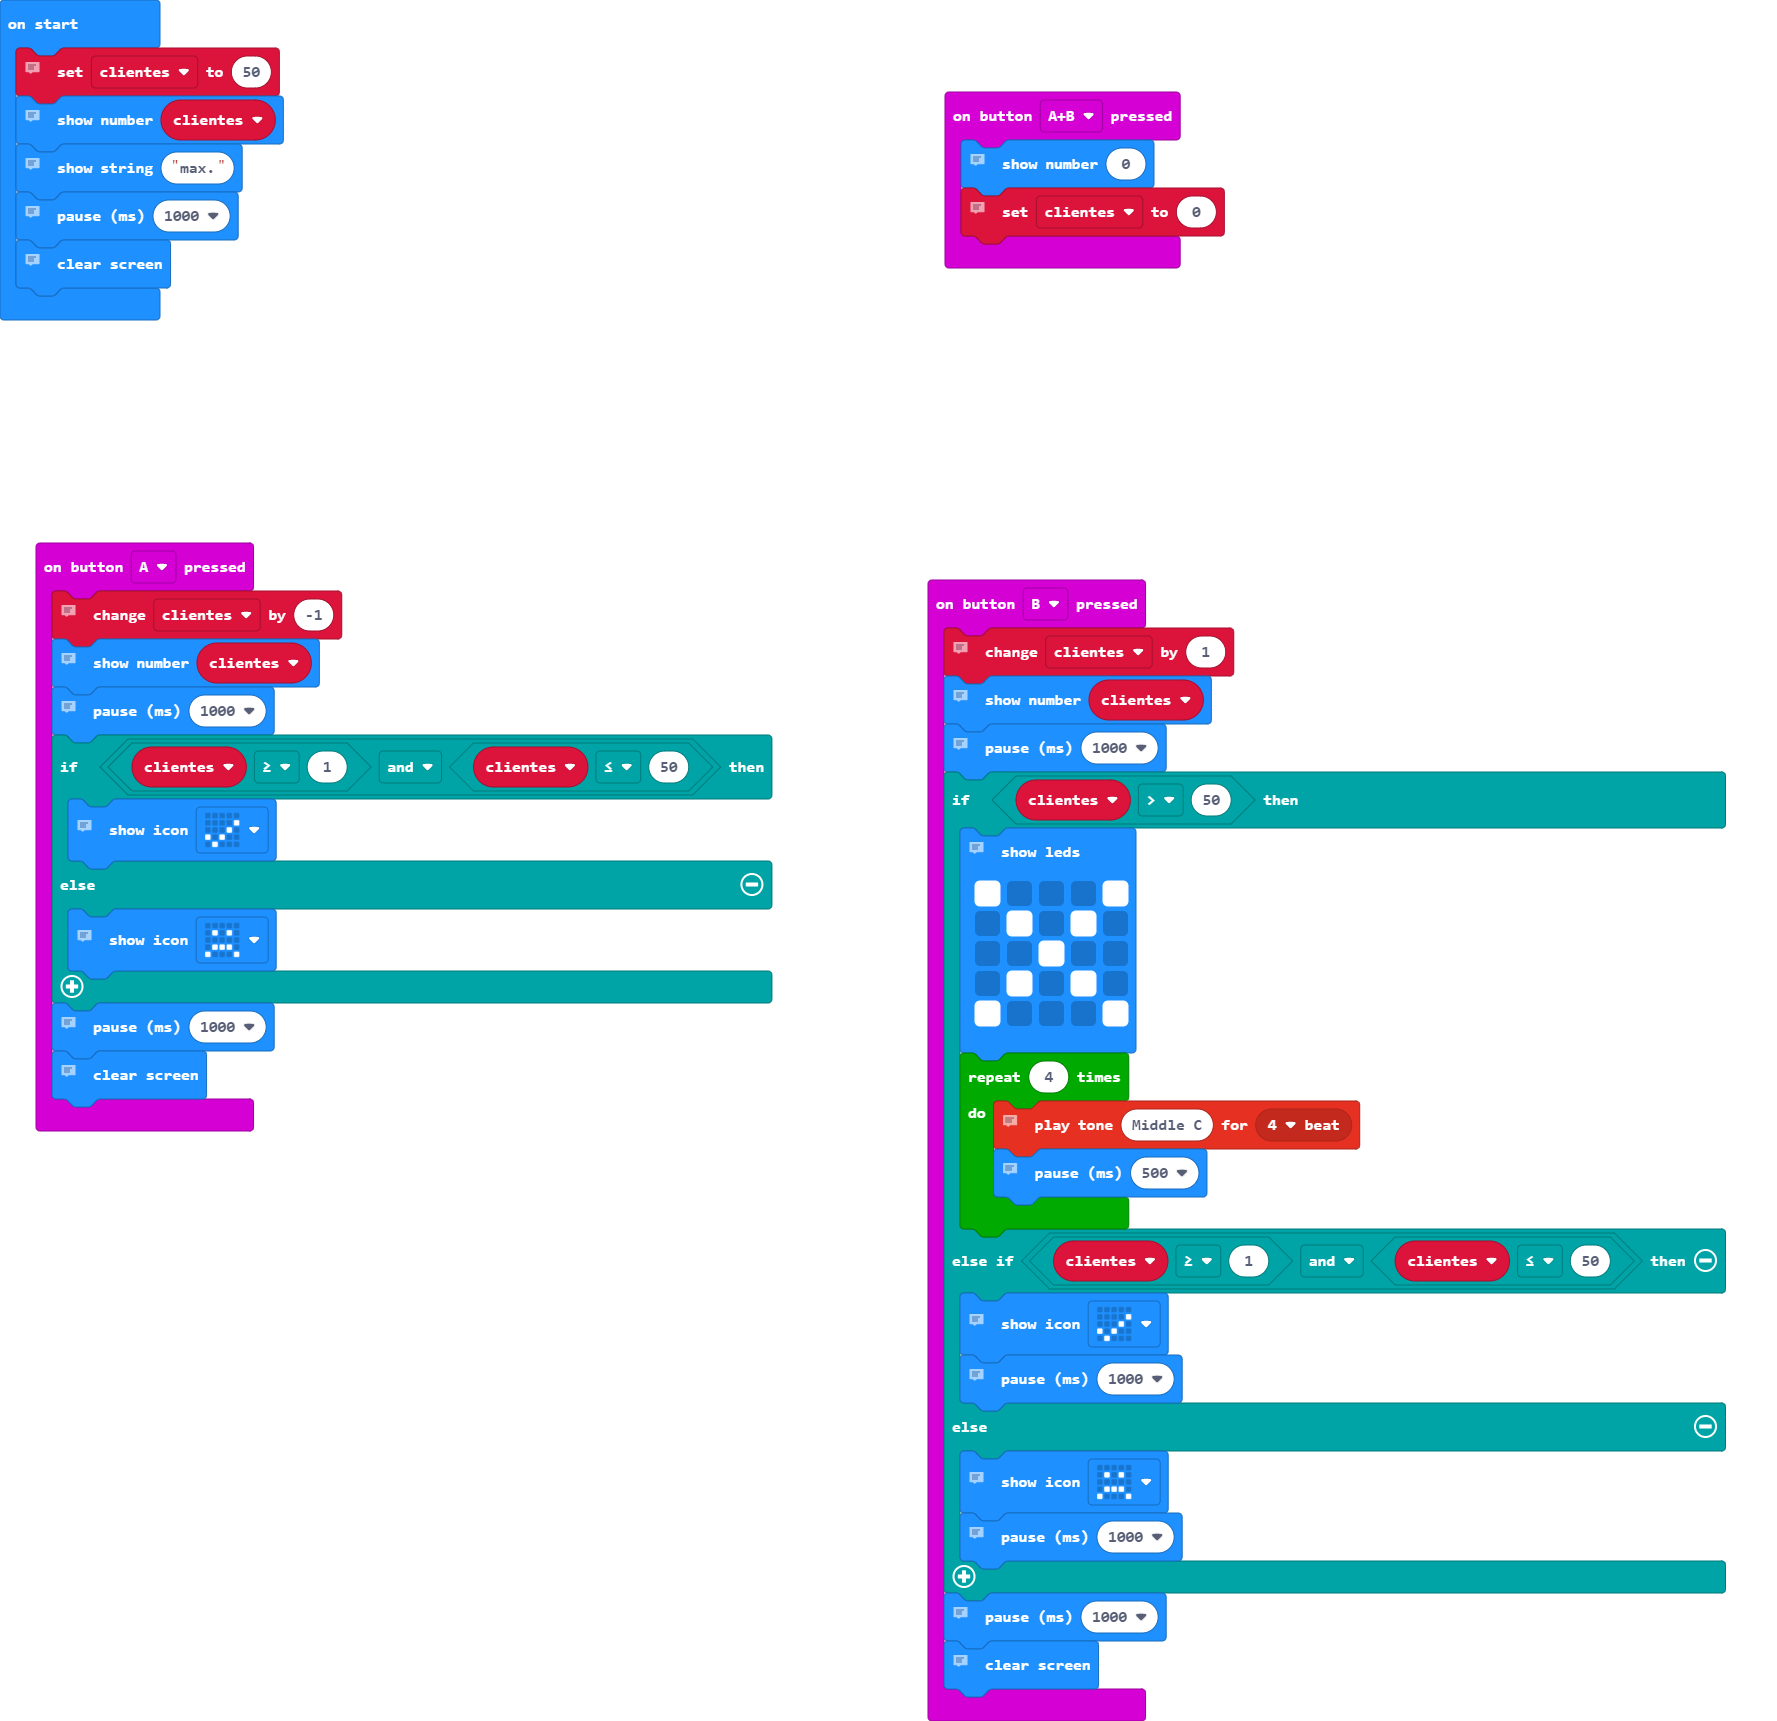 on start
set clientes to 50
show number clientes
show string "max."
pause (ms) 1000
clear screen
on button A+B pressed
show number 0
set clientes to 0
on button A pressed
change clientes by -1
show number clientes
pause (ms) 1000
if clientes ≥ 1 and clientes ≤ 50 then
show icon
else
show icon
pause (ms) 1000
clear screen
on button B pressed
change clientes by 1
show number clientes
pause (ms) 1000
if clientes > 50 then
show leds
repeat 4 times
do play tone Middle C for 4 beat
pause (ms) 500
else if clientes ≥ 1 and clientes ≤ 50 then
show icon
pause (ms) 1000
else
show icon
pause (ms) 1000
pause (ms) 1000
clear screen